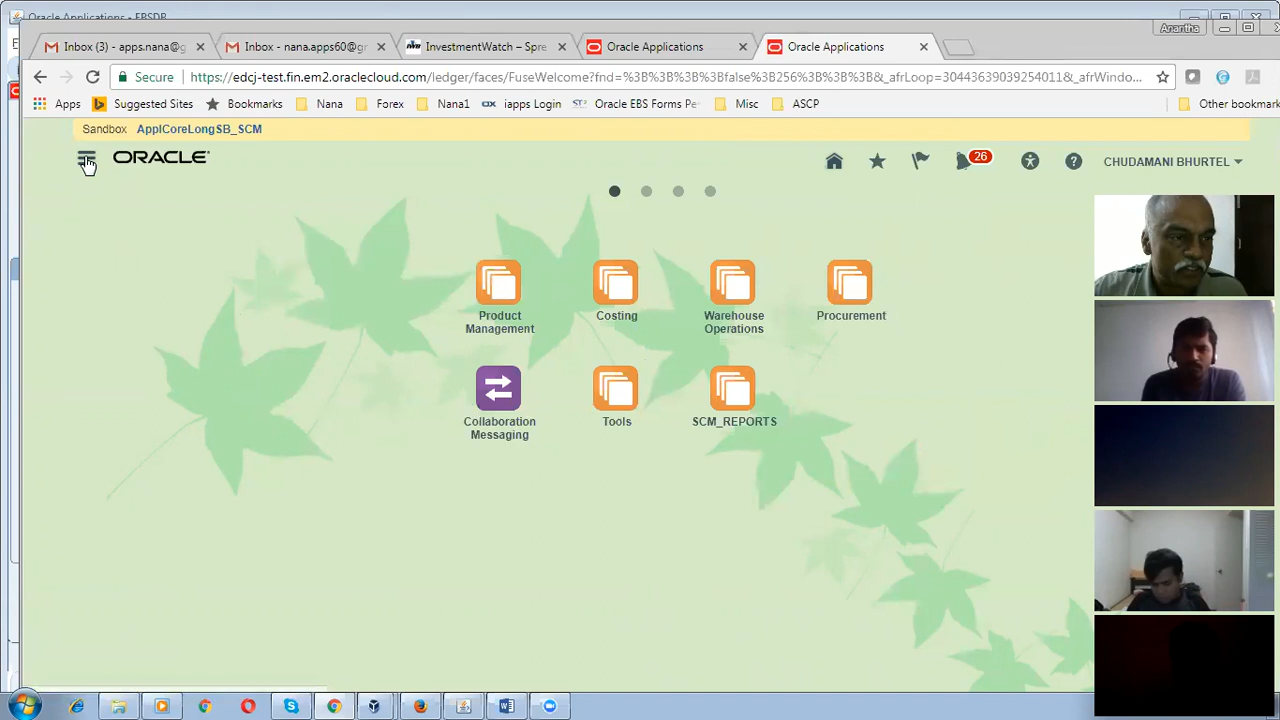 Oracle Applications - EBSDB
Anantha
Inbox (3) - apps.nana@g
Inbox - nana.apps60@g
InvestmentWatch – Spre
Oracle Applications
Oracle Applications
Secure
https://edcj-test.fin.em2.oraclecloud.com/ledger/faces/FuseWelcome?fnd=%3B%3B%3B%3Bfalse%3B256%3B%3B%3B&_afrLoop=30443639039254011&_afrWindo...
Apps
Suggested Sites
Bookmarks
Nana
Forex
Nana1
iapps Login
Oracle EBS Forms Pe
Misc
ASCP
Other bookmark
Sandbox ApplCoreLongSB_SCM
ORACLE
26
CHUDAMANI BHURTEL
Product
Management
Costing
Warehouse
Operations
Procurement
Collaboration
Messaging
Tools
SCM_REPORTS